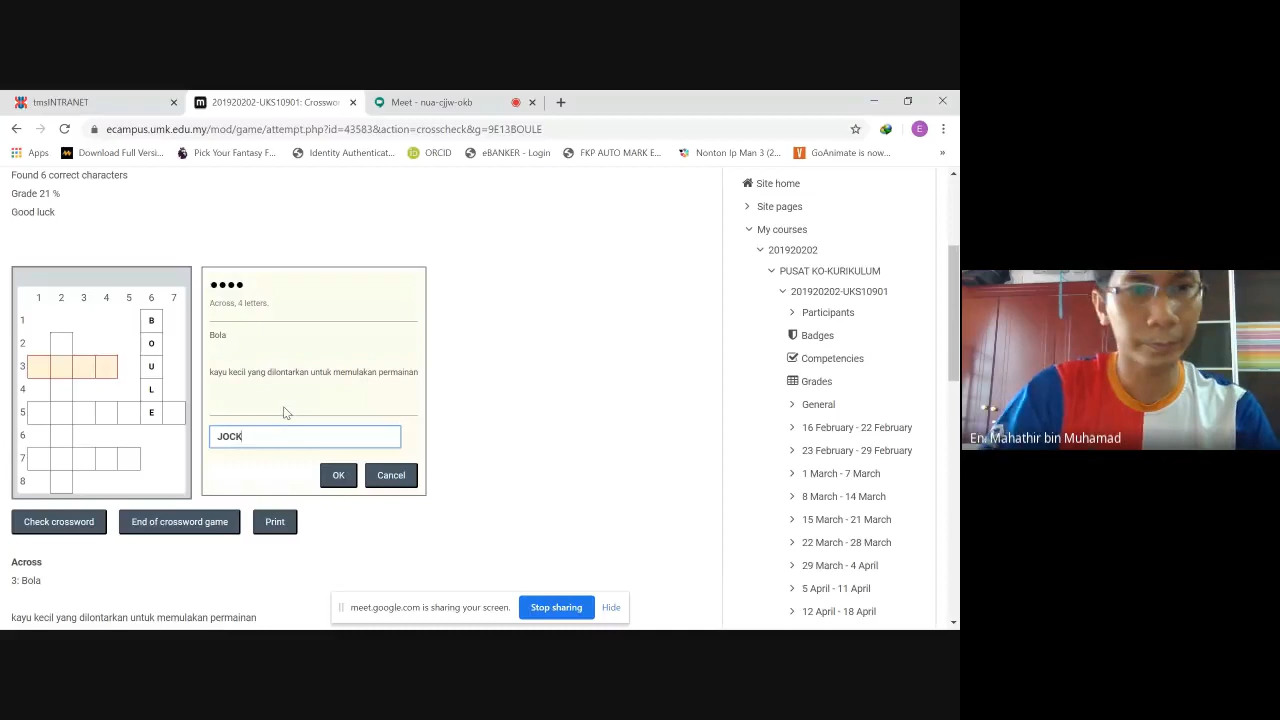 tmsINTRANET
201920202-UKS10901: Crosswo
Meet - nua-cjjw-okb
ecampus.umk.edu.my/mod/game/attempt.php?id=43583&action=crosscheck&g=9E13BOULE
E
Apps
Download Full Versi...
Pick Your Fantasy F...
Identity Authenticat...
ORCID
eBANKER - Login
FKP AUTO MARK E...
Nonton Ip Man 3 (2...
GoAnimate is now...
»
Found 6 correct characters
Grade 21 %
Good luck
1 2 3 4 5 6 7
1 B
2 O
3 U
4 L
5 E
6
7
8
Across, 4 letters.
Bola
kayu kecil yang dilontarkan untuk memulakan permainan
JOCK
OK
Cancel
Check crossword
End of crossword game
Print
Across
3: Bola
kayu kecil yang dilontarkan untuk memulakan permainan
meet.google.com is sharing your screen.
Stop sharing
Hide
Site home
Site pages
My courses
201920202
PUSAT KO-KURIKULUM
201920202-UKS10901
Participants
Badges
Competencies
Grades
General
16 February - 22 February
23 February - 29 February
1 March - 7 March
8 March - 14 March
15 March - 21 March
22 March - 28 March
29 March - 4 April
5 April - 11 April
12 April - 18 April
En. Mahathir bin Muhamad